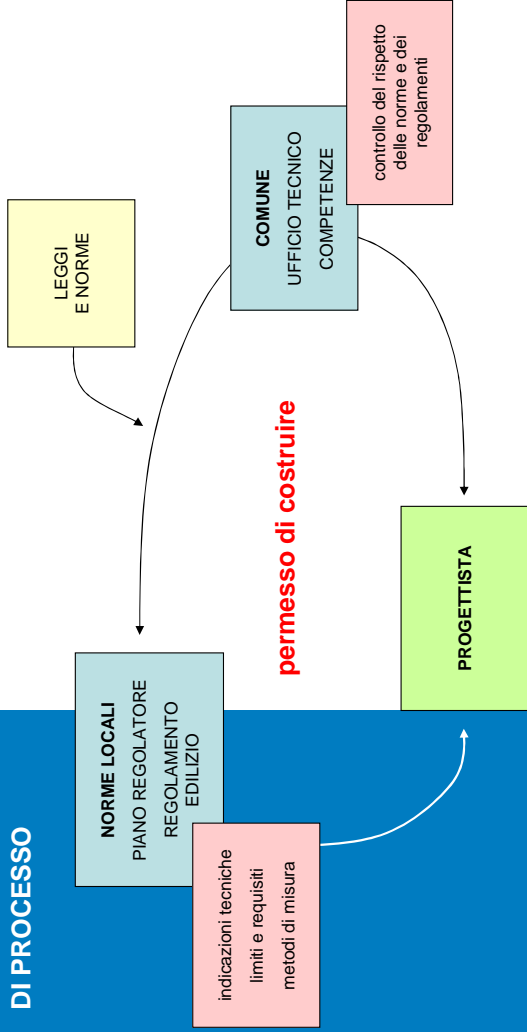 DI PROCESSO
NORME LOCALI
PIANO REGOLATORE
REGOLAMENTO
EDILIZIO
indicazioni tecniche
limiti e requisiti
metodi di misura
LEGGI
E NORME
permesso di costruire
COMUNE
UFFICIO TECNICO
COMPETENZE
controllo del rispetto
delle norme e dei
regolamenti
PROGETTISTA